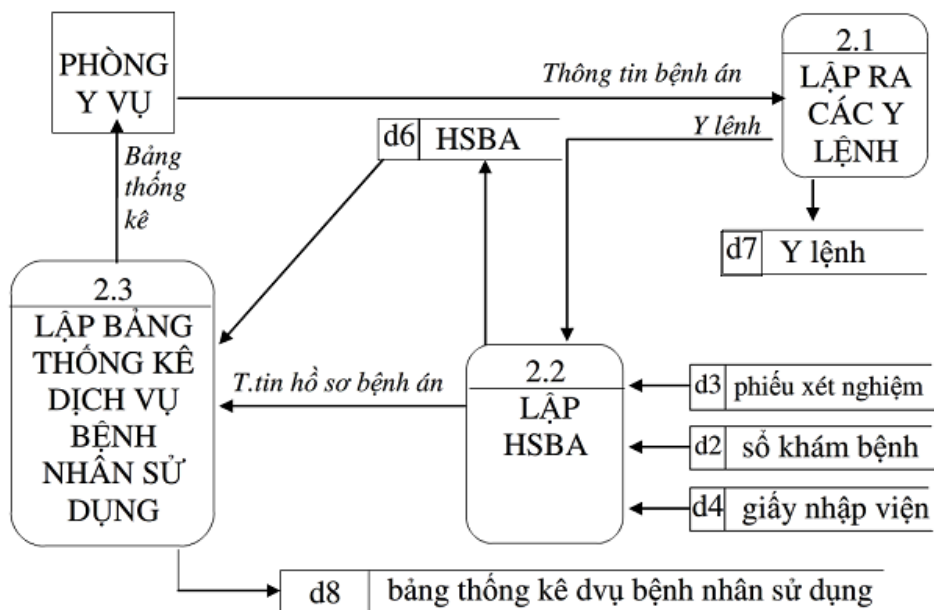 PHÒNG
Y VỤ
Thông tin bệnh án
2.1
LẬP RA
CÁC Y
LỆNH
Y lênh
d6 HSBA
Bảng
thống
kê
d7 Y lệnh
2.3
LẬP BẢNG
THỐNG KÊ
DỊCH VỤ
BỆNH
NHÂN SỬ
DỤNG
T.tin hồ sơ bệnh án
2.2
LẬP
HSBA
d3 phiếu xét nghiệm
d2 sổ khám bệnh
d4 giấy nhập viện
d8 bảng thống kê dvụ bệnh nhân sử dụng